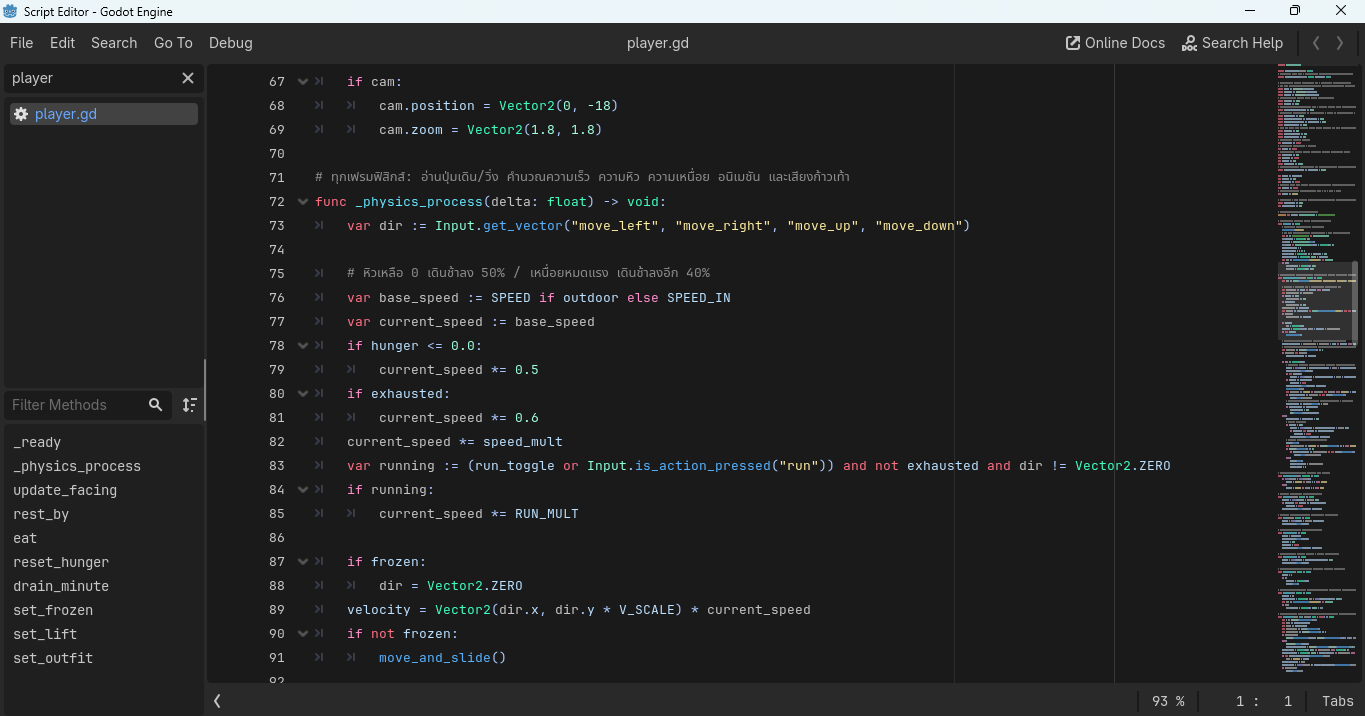 Script Editor - Godot Engine
File Edit Search Go To Debug player.gd Online Docs Search Help
player
player.gd
Filter Methods
_ready
_physics_process
update_facing
rest_by
eat
reset_hunger
drain_minute
set_frozen
set_lift
set_outfit
67 if cam:
68 cam.position = Vector2(0, -18)
69 cam.zoom = Vector2(1.8, 1.8)
70
71 # ทุกเฟรมฟิสิกส์: อ่านปุ่มเดิน/วิ่ง คำนวณความเร็ว ความหิว ความเหนื่อย อนิเมชัน และเสียงก้าวเท้า
72 func _physics_process(delta: float) -> void:
73 var dir := Input.get_vector("move_left", "move_right", "move_up", "move_down")
74
75 # หิวเหลือ 0 เดินช้าลง 50% / เหนื่อยหมดแรง เดินช้าลงอีก 40%
76 var base_speed := SPEED if outdoor else SPEED_IN
77 var current_speed := base_speed
78 if hunger <= 0.0:
79 current_speed *= 0.5
80 if exhausted:
81 current_speed *= 0.6
82 current_speed *= speed_mult
83 var running := (run_toggle or Input.is_action_pressed("run")) and not exhausted and dir != Vector2.ZERO
84 if running:
85 current_speed *= RUN_MULT
86
87 if frozen:
88 dir = Vector2.ZERO
89 velocity = Vector2(dir.x, dir.y * V_SCALE) * current_speed
90 if not frozen:
91 move_and_slide()
92
93 % 1 : 1 Tabs